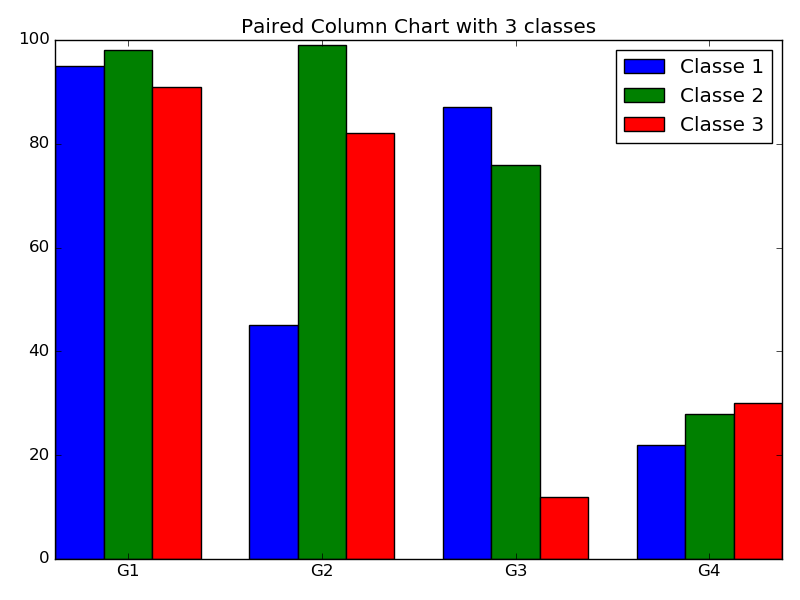 Paired Column Chart with 3 classes
100
80
60
40
20
0
Classe 1
Classe 2
Classe 3
G1 G2 G3 G4